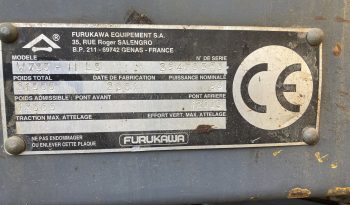 FURUKAWA EQUIPEMENT S.A.
35, RUE Roger SALENGRO
B.P. 211 - 69742 GENAS - FRANCE
MODELE N° DE SERIE
POIDS TOTAL DATE DE FABRICATION PUISSANCE NOMINALE
POIDS ADMISSIBLE PONT AVANT PONT ARRIERE
TRACTION MAX. ATTELAGE EFFORT VERT. MAX. ATTELAGE
NE PAS ENDOMMAGER
OU ENLEVER CETTE PLAQUE
FURUKAWA
CE